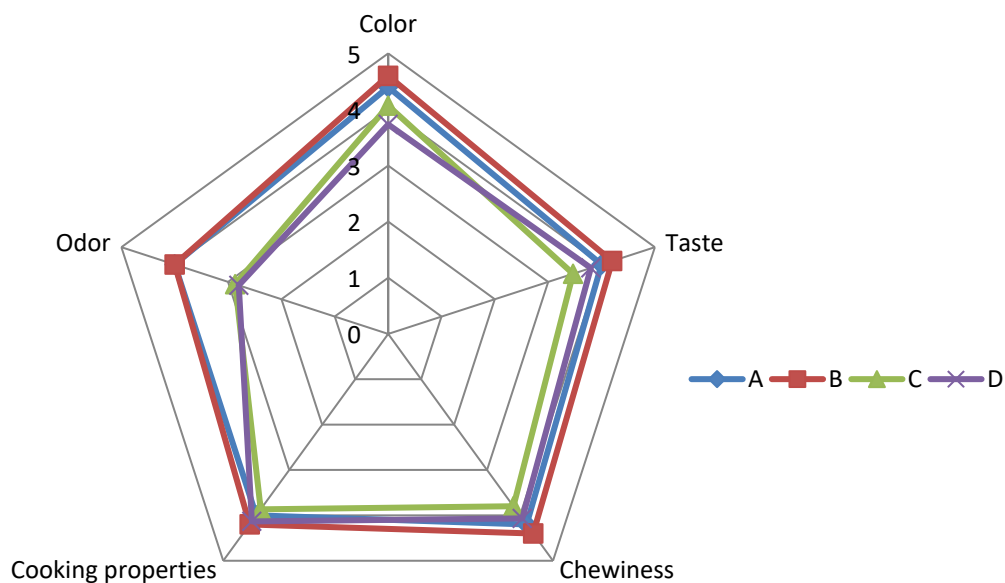 Color
5
4
3
2
1
0
Odor
Taste
A B C D
Cooking properties
Chewiness